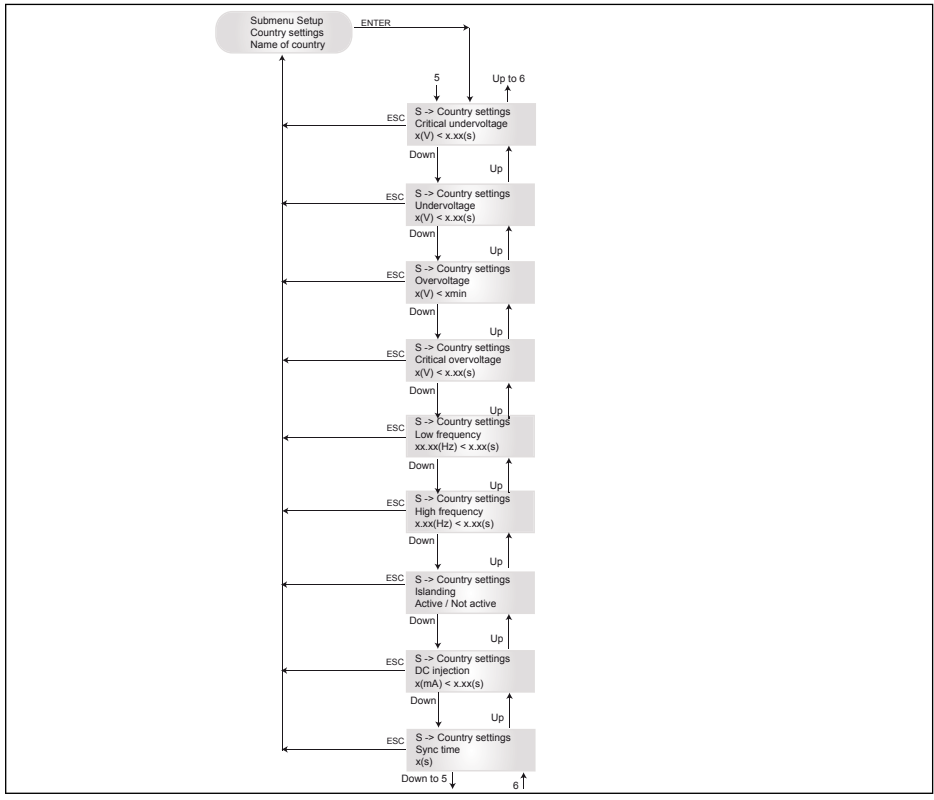 Submenu Setup
Country settings
Name of country
ENTER
5
Up to 6
ESC
S -> Country settings
Critical undervoltage
x(V) < x.xx(s)
Down
Up
ESC
S -> Country settings
Undervoltage
x(V) < x.xx(s)
Down
Up
ESC
S -> Country settings
Overvoltage
x(V) < xmin
Down
Up
ESC
S -> Country settings
Critical overvoltage
x(V) < x.xx(s)
Down
Up
ESC
S -> Country settings
Low frequency
xx.xx(Hz) < x.xx(s)
Down
Up
ESC
S -> Country settings
High frequency
x.xx(Hz) < x.xx(s)
Down
Up
ESC
S -> Country settings
Islanding
Active / Not active
Down
Up
ESC
S -> Country settings
DC injection
x(mA) < x.xx(s)
Down
Up
ESC
S -> Country settings
Sync time
x(s)
Down to 5
6